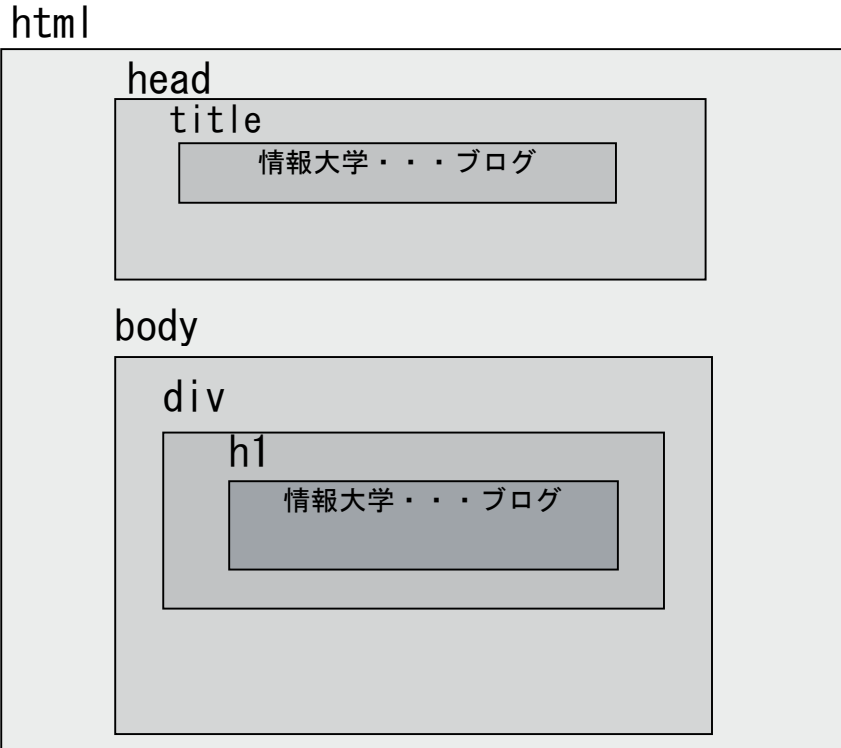 html
head
title
情報大学・・・ブログ
body
div
h1
情報大学・・・ブログ